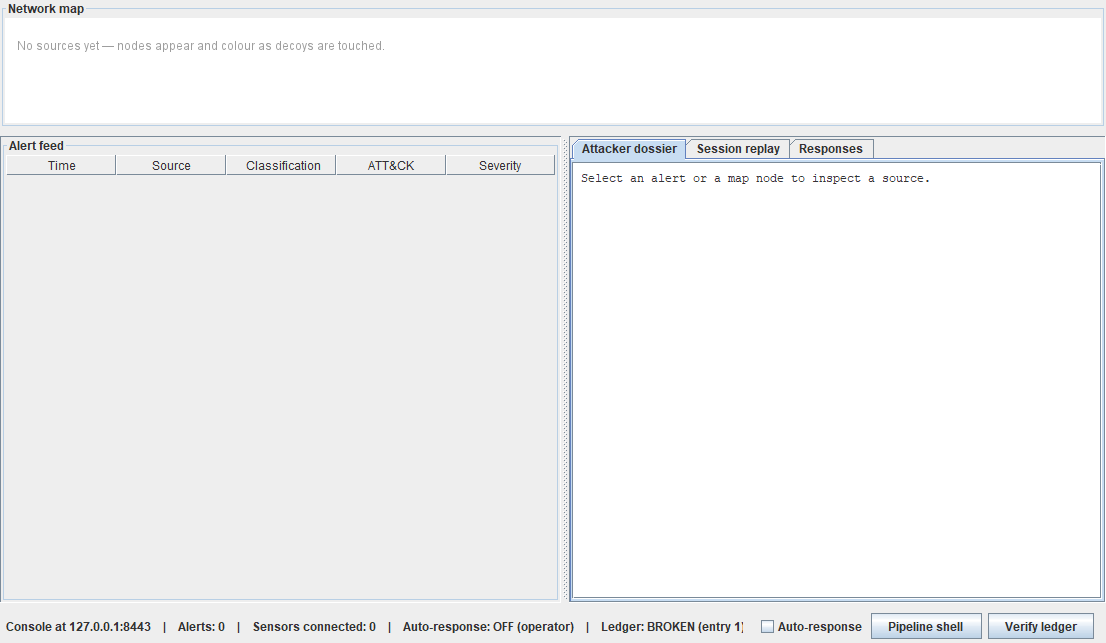 Network map
No sources yet — nodes appear and colour as decoys are touched.
Alert feed
Time Source Classification ATT&CK Severity
Attacker dossier Session replay Responses
Select an alert or a map node to inspect a source.
Console at 127.0.0.1:8443 | Alerts: 0 | Sensors connected: 0 | Auto-response: OFF (operator) | Ledger: BROKEN (entry 1) Auto-response Pipeline shell Verify ledger